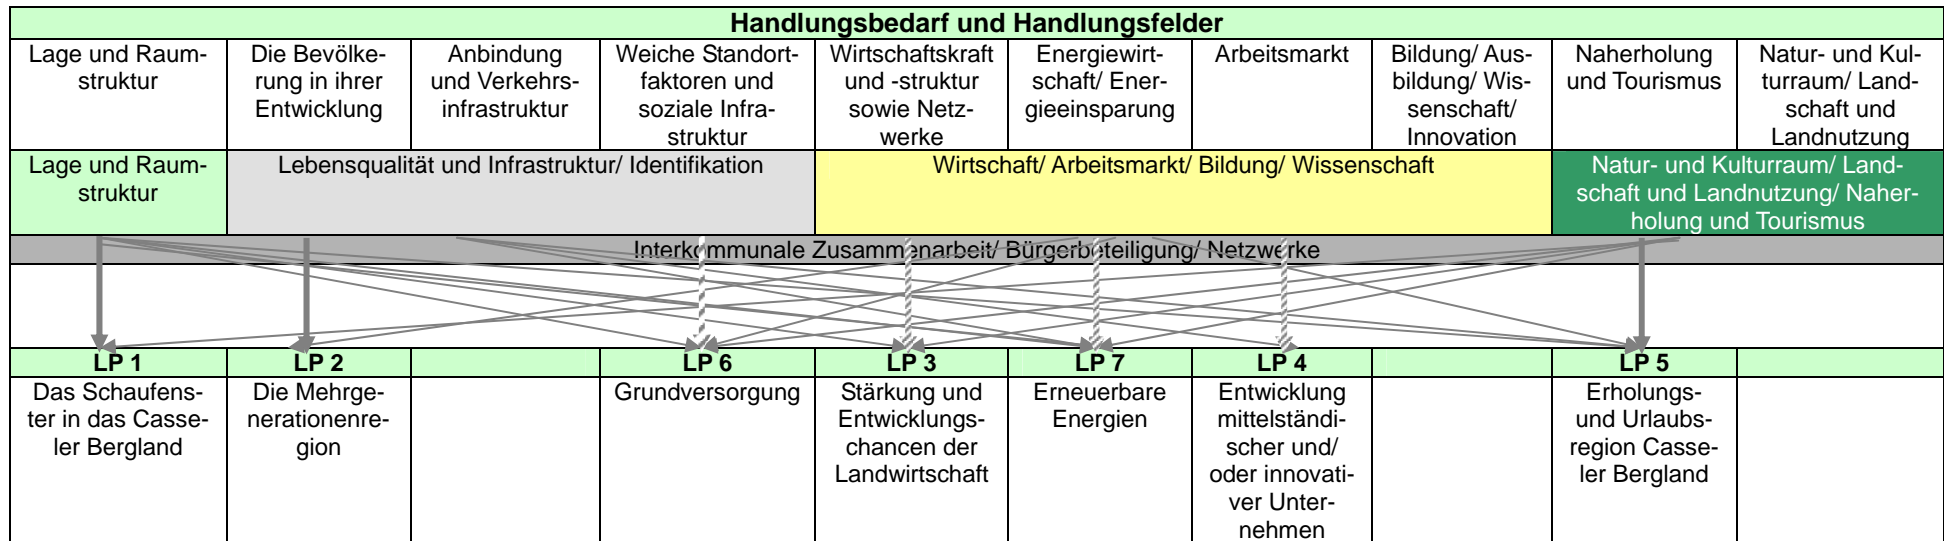 Handlungsbedarf und Handlungsfelder
Lage und Raum-
struktur
Die Bevölke-
rung in ihrer
Entwicklung
Anbindung
und Verkehrs-
infrastruktur
Weiche Standort-
faktoren und
soziale Infra-
struktur
Wirtschaftskraft
und -struktur
sowie Netz-
werke
Energiewirt-
schaft/ Ener-
gieeinsparung
Arbeitsmarkt
Bildung/ Aus-
bildung/ Wis-
senschaft/
Innovation
Naherholung
und Tourismus
Natur- und Kul-
turraum/ Land-
schaft und
Landnutzung
Lage und Raum-
struktur
Lebensqualität und Infrastruktur/ Identifikation
Wirtschaft/ Arbeitsmarkt/ Bildung/ Wissenschaft
Natur- und Kulturraum/ Land-
schaft und Landnutzung/ Naher-
holung und Tourismus
Interkommunale Zusammenarbeit/ Bürgerbeteiligung/ Netzwerke
LP 1
LP 2
LP 6
LP 3
LP 7
LP 4
LP 5
Das Schaufens-
ter in das Casse-
ler Bergland
Die Mehrge-
nerationenre-
gion
Grundversorgung
Stärkung und
Entwicklungs-
chancen der
Landwirtschaft
Erneuerbare
Energien
Entwicklung
mittelständi-
scher und/
oder innovati-
ver Unter-
nehmen
Erholungs-
und Urlaubs-
region Casse-
ler Bergland